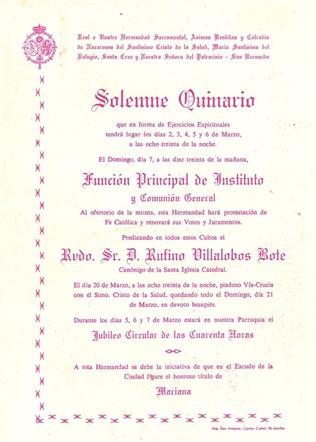 Real e Ilustre Hermandad Sacramental, Animas Benditas y Cofradia
de Nazarenos del Santísimo Cristo de la Salud, María Santísima del
Refugio, Santa Cruz y Nuestra Señora del Patrocinio - San Bernardo
Solemne Quinario
que en forma de Ejercicios Espirituales
tendrá lugar los días 2, 3, 4, 5 y 6 de Marzo,
a las ocho treinta de la noche.
El Domingo, día 7, a las diez treinta de la mañana,
Función Principal de Instituto
y Comunión General
Al ofertorio de la misma, esta Hermandad hará protestación de
Fe Católica y renovará sus Votos y Juramentos.
Predicando en todos estos Cultos el
Rvdo. Sr. D. Rufino Villalobos Bote
Canónigo de la Santa Iglesia Catedral.
El día 20 de Marzo, a las ocho treinta de la noche, piadoso Vía-Crucis
con el Stmo. Cristo de la Salud, quedando todo el Domingo, día 21
de Marzo, en devoto besapiés.
Durante los días 5, 6 y 7 de Marzo estará en nuestra Parroquia el
Jubileo Circular de las Cuarenta Horas
A esta Hermandad se debe la iniciativa de que en el Escudo de la
Ciudad figure el honroso título de
Mariana